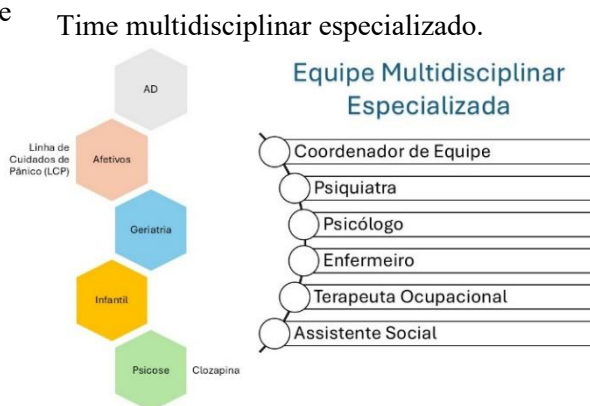 e
Time multidisciplinar especializado.
AD
Linha de
Cuidados de
Pânico (LCP)
Afetivos
Geriatria
Infantil
Psicose
Clozapina
Equipe Multidisciplinar
Especializada
Coordenador de Equipe
Psiquiatra
Psicólogo
Enfermeiro
Terapeuta Ocupacional
Assistente Social